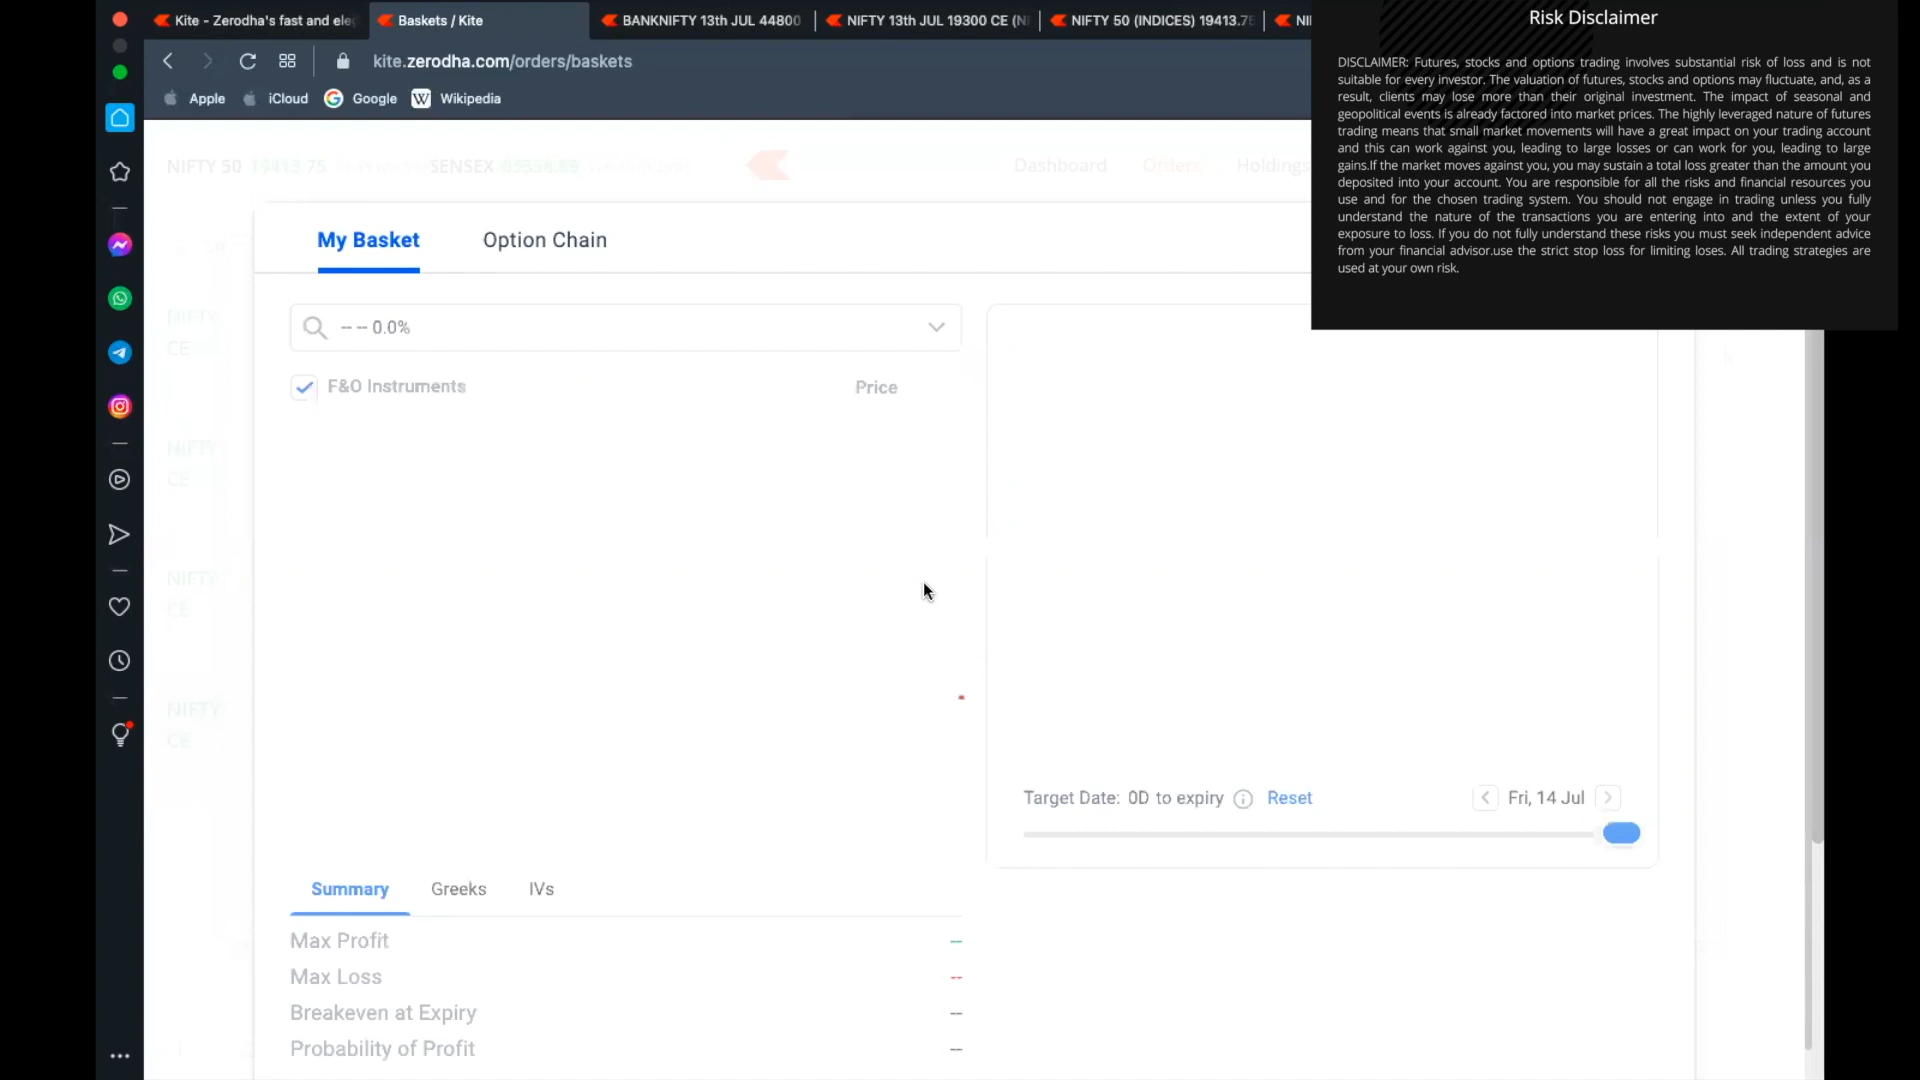 Kite - Zerodha's fast and ele
Baskets / Kite
BANKNIFTY 13th JUL 44800
NIFTY 13th JUL 19300 CE (N
NIFTY 50 (INDICES) 19413.75
NI
kite.zerodha.com/orders/baskets
Apple
iCloud
Google
W Wikipedia
Risk Disclaimer
DISCLAIMER: Futures, stocks and options trading involves substantial risk of loss and is not
suitable for every investor. The valuation of futures, stocks and options may fluctuate, and, as a
result, clients may lose more than their original investment. The impact of seasonal and
geopolitical events is already factored into market prices. The highly leveraged nature of futures
trading means that small market movements will have a great impact on your trading account
and this can work against you, leading to large losses or can work for you, leading to large
gains.If the market moves against you, you may sustain a total loss greater than the amount you
deposited into your account. You are responsible for all the risks and financial resources you
use and for the chosen trading system. You should not engage in trading unless you fully
understand the nature of the transactions you are entering into and the extent of your
exposure to loss. If you do not fully understand these risks you must seek independent advice
from your financial advisor.use the strict stop loss for limiting loses. All trading strategies are
used at your own risk.
NIFTY 50 19413.75
SENSEX
Dashboard
Orders
Holdings
My Basket
Option Chain
-- -- 0.0%
F&O Instruments
Price
NIFTY
CE
NIFTY
CE
NIFTY
CE
NIFTY
CE
Target Date: 0D to expiry
Reset
Fri, 14 Jul
Summary
Greeks
IVs
Max Profit --
Max Loss --
Breakeven at Expiry --
Probability of Profit --